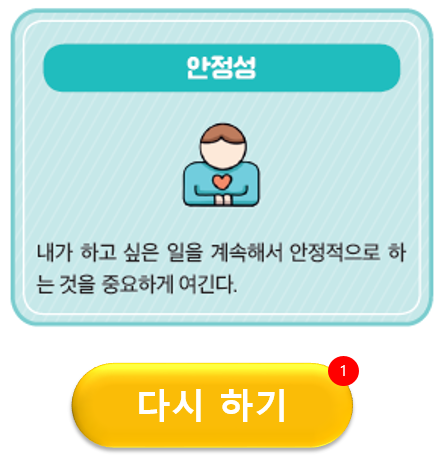 안정성
내가 하고 싶은 일을 계속해서 안정적으로 하
는 것을 중요하게 여긴다.
1
다시 하기